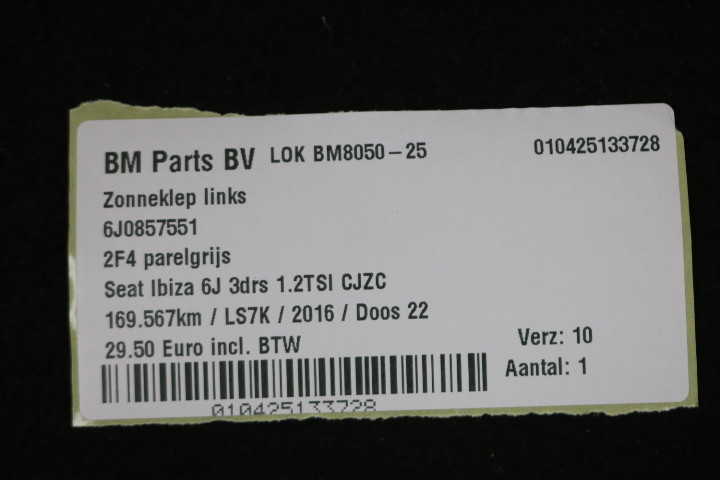 BM Parts BV LOK BM8050-25 010425133728
Zonneklep links
6J0857551
2F4 parelgrijs
Seat Ibiza 6J 3drs 1.2TSI CJZC
169.567km / LS7K / 2016 / Doos 22
29.50 Euro incl. BTW Verz: 10
Aantal: 1
010425133728